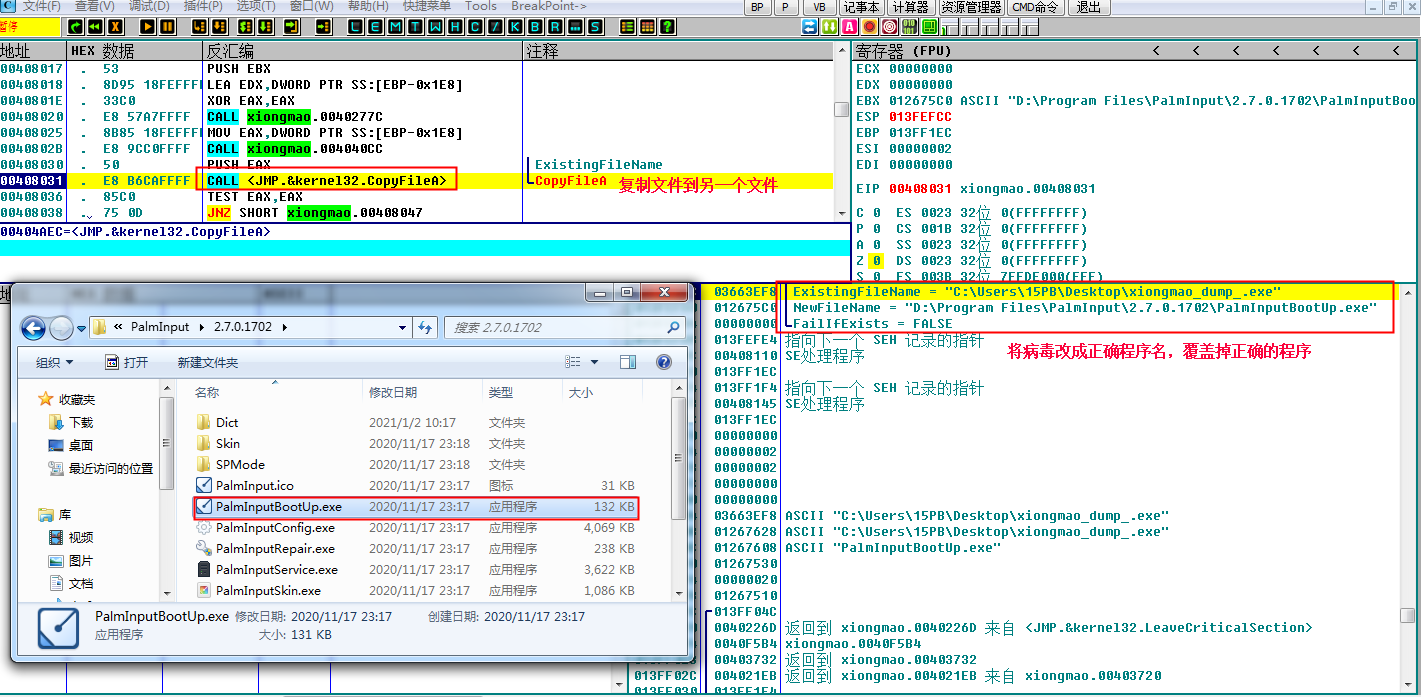 文件(F) 查看(V) 调试(D) 插件(P) 选项(T) 窗口(W) 帮助(H) 快捷菜单 Tools BreakPoint->
BP P VB 记事本 计算器 资源管理器 CMD命令 退出
暂停
L E M T W H C / K B R ... S
地址 HEX 数据 反汇编 注释
00408017 . 53 PUSH EBX
00408018 . 8D95 18FEFFFF LEA EDX,DWORD PTR SS:[EBP-0x1E8]
0040801E . 33C0 XOR EAX,EAX
00408020 . E8 57A7FFFF CALL xiongmao.0040277C
00408025 . 8B85 18FEFFFF MOV EAX,DWORD PTR SS:[EBP-0x1E8]
0040802B . E8 9CC0FFFF CALL xiongmao.004040CC
00408030 . 50 PUSH EAX ExistingFileName
00408031 . E8 B6CAFFFF CALL <JMP.&kernel32.CopyFileA> CopyFileA 复制文件到另一个文件
00408036 . 85C0 TEST EAX,EAX
00408038 . 75 0D JNZ SHORT xiongmao.00408047
00404AEC=<JMP.&kernel32.CopyFileA>
寄存器 (FPU) < < < < < < <
ECX 00000000
EDX 00000000
EBX 012675C0 ASCII "D:\Program Files\PalmInput\2.7.0.1702\PalmInputBoo
ESP 013FEFCC
EBP 013FF1EC
ESI 00000002
EDI 00000000
EIP 00408031 xiongmao.00408031
C 0 ES 0023 32位 0(FFFFFFFF)
P 0 CS 001B 32位 0(FFFFFFFF)
A 0 SS 0023 32位 0(FFFFFFFF)
Z 0 DS 0023 32位 0(FFFFFFFF)
S 0 FS 003B 32位 7FFDE000(FFF)
03663EF8 ExistingFileName = "C:\Users\15PB\Desktop\xiongmao_dump_.exe"
012675C0 NewFileName = "D:\Program Files\PalmInput\2.7.0.1702\PalmInputBootUp.exe"
00000000 FailIfExists = FALSE
013FEFE4 指向下一个 SEH 记录的指针
将病毒改成正确程序名，覆盖掉正确的程序
00408110 SE处理程序
013FF1EC
013FF1F4 指向下一个 SEH 记录的指针
00408145 SE处理程序
013FF1EC
00000000
00000002
00000002
00000000
00000000
03663EF8 ASCII "C:\Users\15PB\Desktop\xiongmao_dump_.exe"
01267628 ASCII "C:\Users\15PB\Desktop\xiongmao_dump_.exe"
01267608 ASCII "PalmInputBootUp.exe"
01267530
00000020
01267510
013FF04C
0040226D 返回到 xiongmao.0040226D 来自 <JMP.&kernel32.LeaveCriticalSection>
0040F5B4 xiongmao.0040F5B4
00403732 返回到 xiongmao.00403732
013FF02C 004021EB 返回到 xiongmao.004021EB 来自 xiongmao.00403720
013FF030 013FF1F4
« PalmInput 2.7.0.1702 搜索 2.7.0.1702
组织 打开 新建文件夹
收藏夹
下载
桌面
最近访问的位置
库
视频
图片
文档
名称 修改日期 类型 大小
Dict 2021/1/2 10:17 文件夹
Skin 2020/11/17 23:18 文件夹
SPMode 2020/11/17 23:18 文件夹
PalmInput.ico 2020/11/17 23:17 图标 31 KB
PalmInputBootUp.exe 2020/11/17 23:17 应用程序 132 KB
PalmInputConfig.exe 2020/11/17 23:17 应用程序 4,069 KB
PalmInputRepair.exe 2020/11/17 23:17 应用程序 238 KB
PalmInputService.exe 2020/11/17 23:17 应用程序 3,622 KB
PalmInputSkin.exe 2020/11/17 23:17 应用程序 1,086 KB
PalmInputBootUp.exe 修改日期: 2020/11/17 23:17 创建日期: 2020/11/17 23:17
应用程序 大小: 131 KB